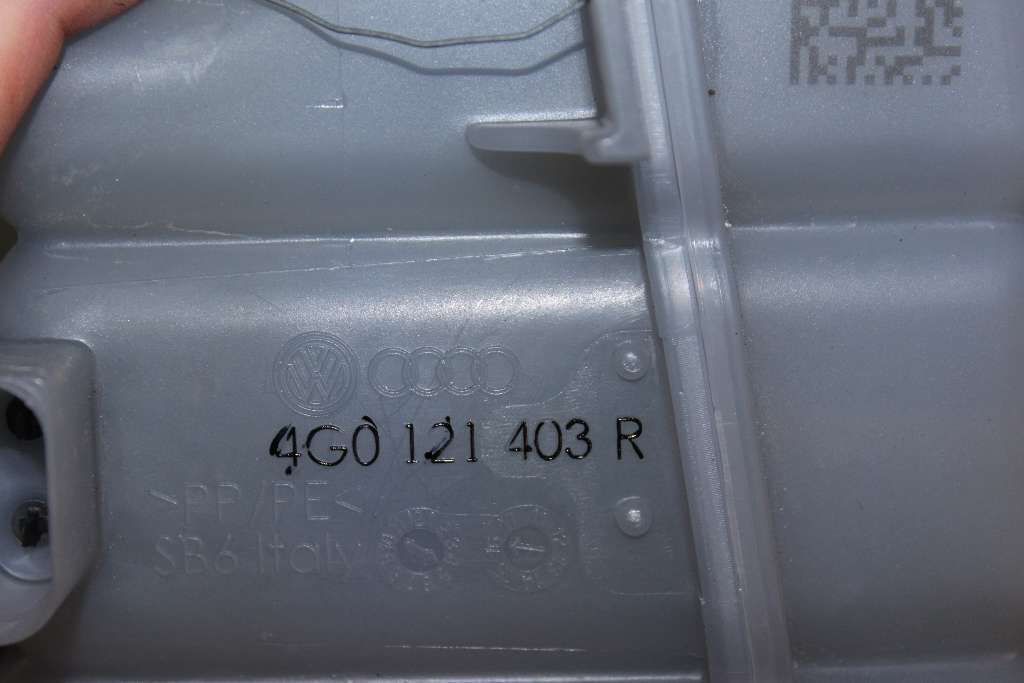 4G0 121 403 R
>PP/PE<
SB6 Italy